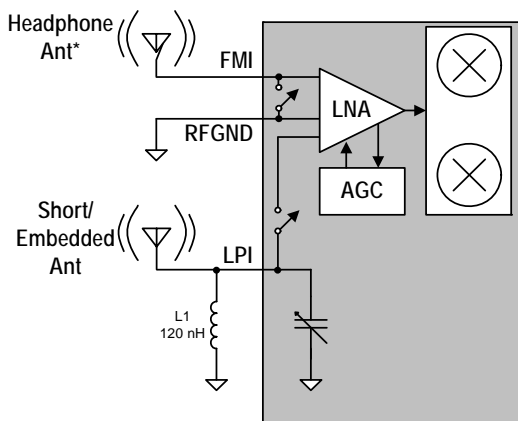 Headphone
Ant*
FMI
LNA
RFGND
AGC
Short/
Embedded
Ant
LPI
L1
120 nH